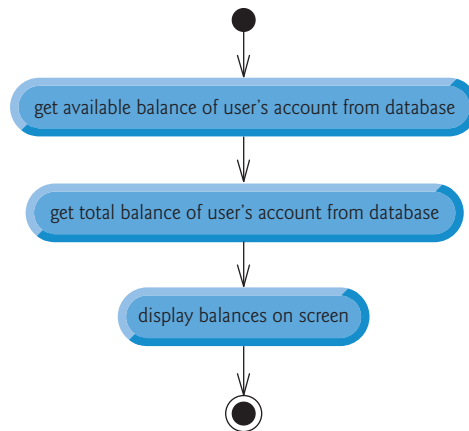 get available balance of user’s account from database
get total balance of user’s account from database
display balances on screen